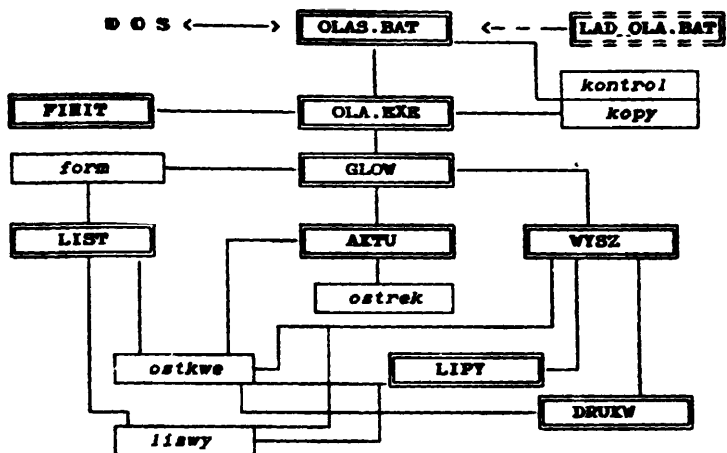 DOS <---> OLAS.BAT <--- LAD_OLA.BAT
kontrol
FINIT OLA.EXE kopy
form GLOW
LIST AKTU WYSZ
ostrek
ostkwe LIPY
DRUKW
liswy